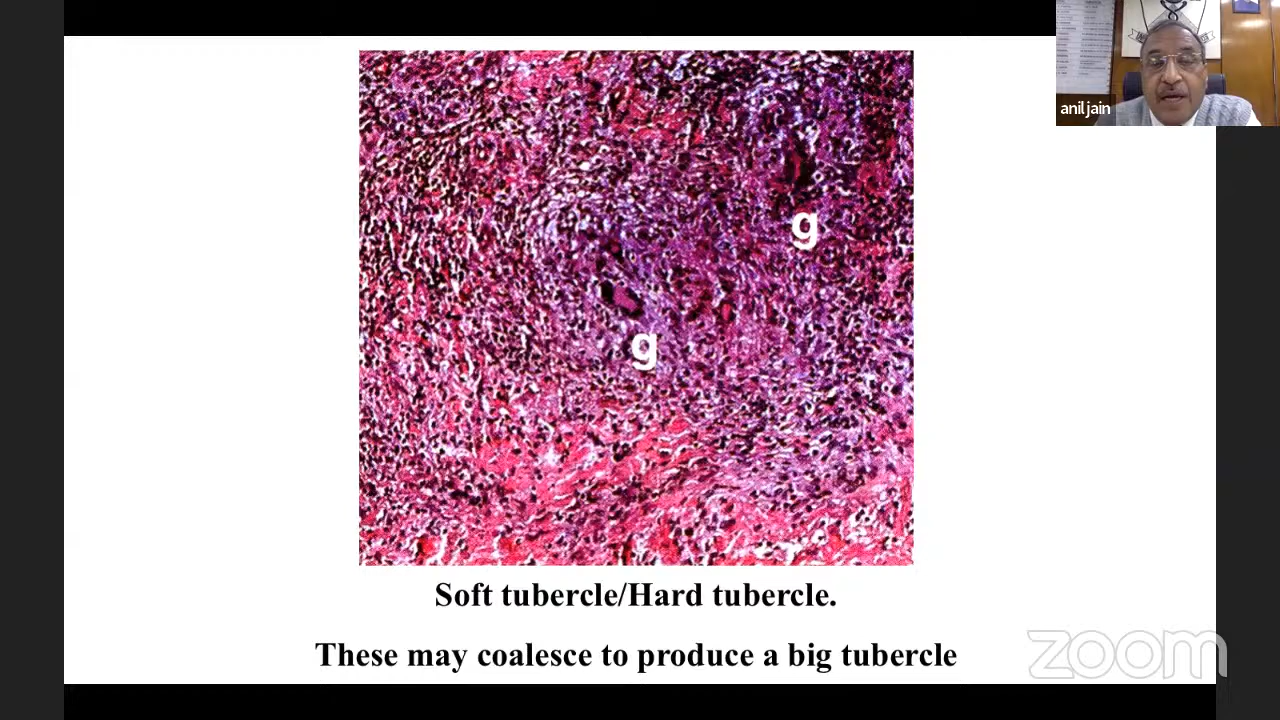 anil jain
g
g
Soft tubercle/Hard tubercle.
These may coalesce to produce a big tubercle
zoom